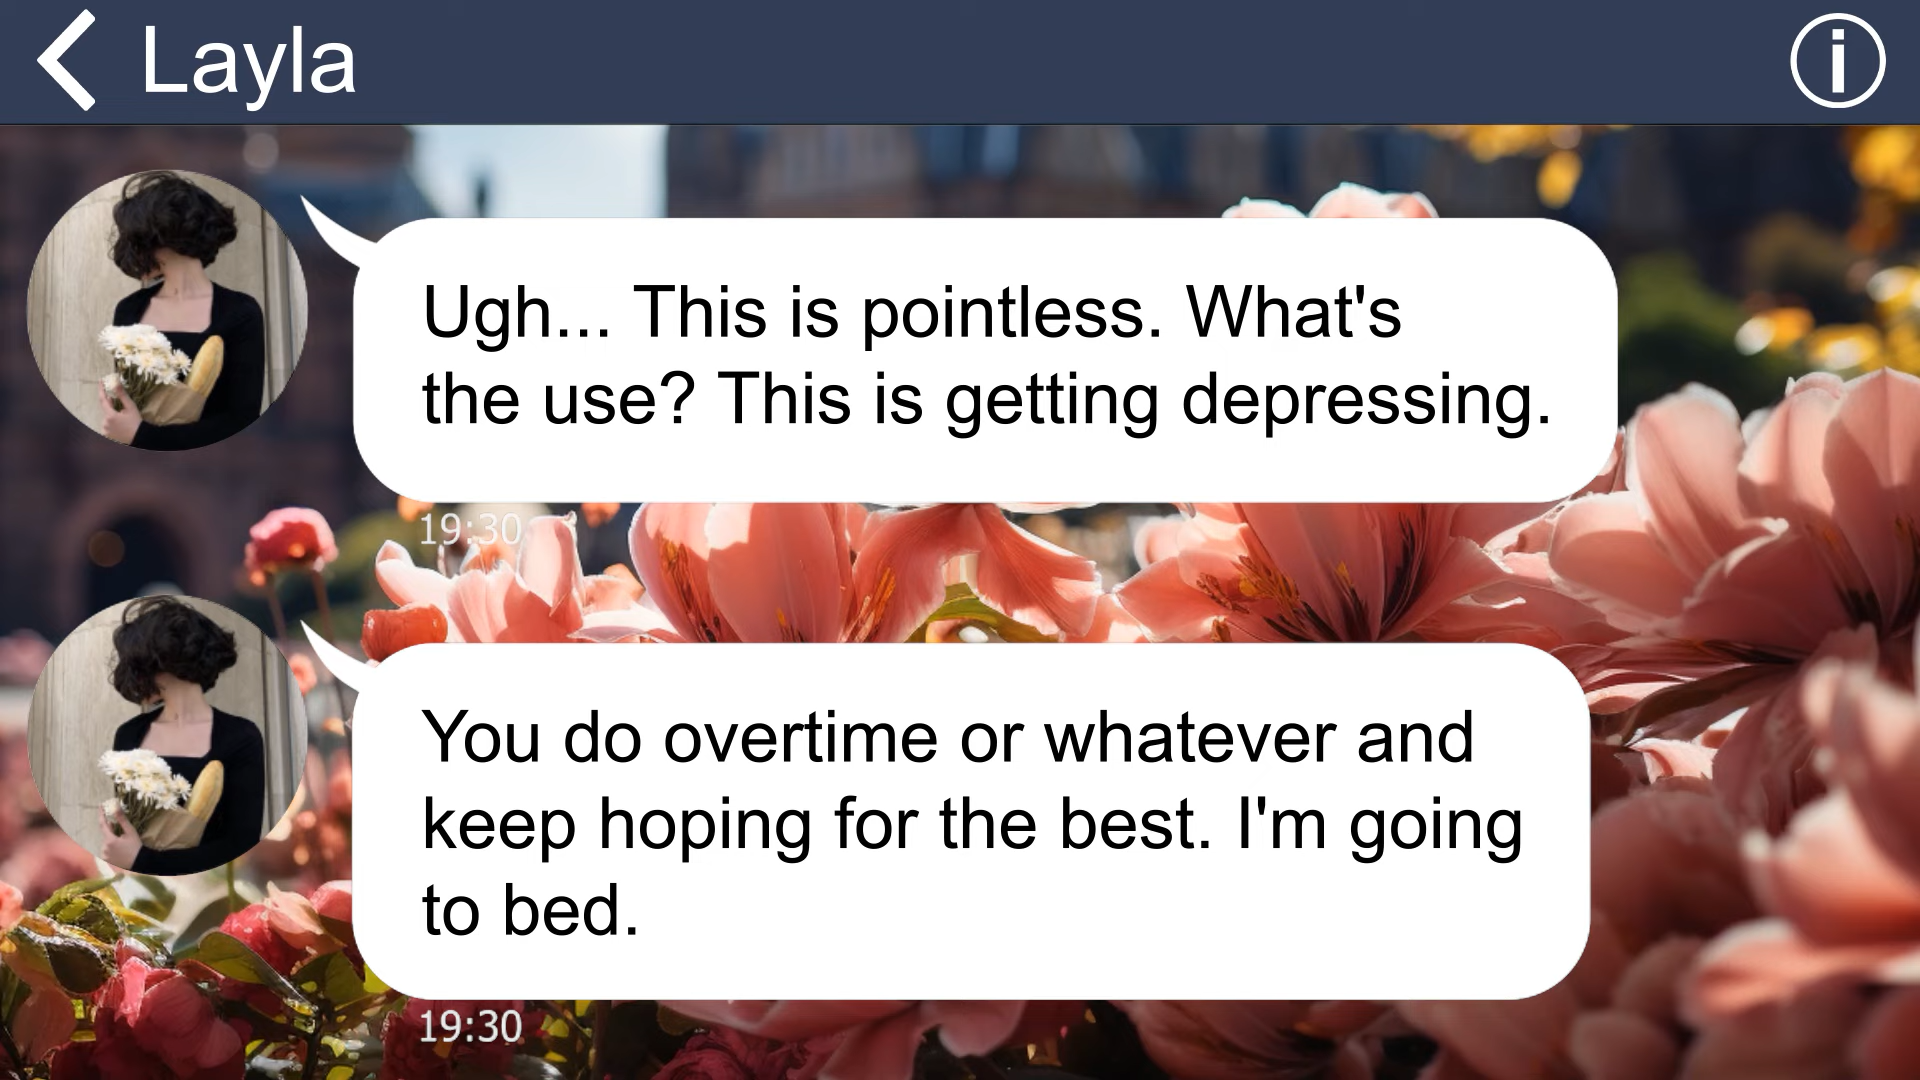 Layla
Ugh... This is pointless. What's
the use? This is getting depressing.
19:30
You do overtime or whatever and
keep hoping for the best. I'm going
to bed.
19:30